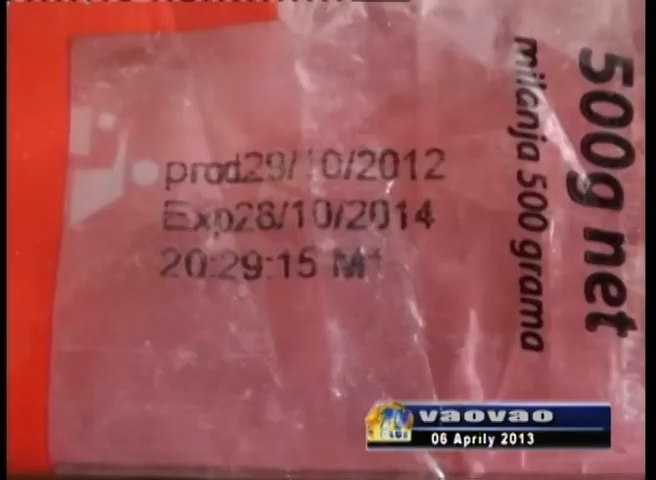 prod29/10/2012
Exp28/10/2014
20:29:15 M1
500g net
milanja 500 grama
vaovao
06 Aprily 2013